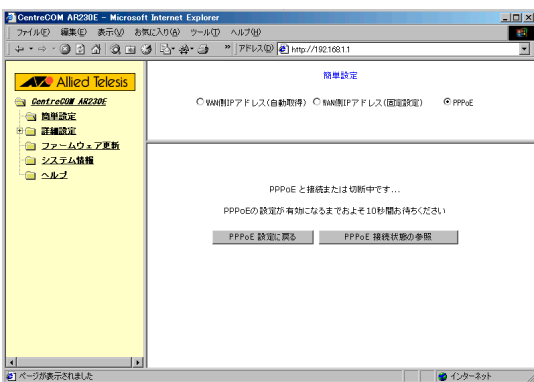 CentreCOM AR230E - Microsoft Internet Explorer
ファイル(F) 編集(E) 表示(V) お気に入り(A) ツール(T) ヘルプ(H)
アドレス(D) http://192.168.1.1
Allied Telesis
CentreCOM AR230E
簡単設定
詳細設定
ファームウェア更新
システム情報
ヘルプ
簡単設定
WAN側IPアドレス(自動取得) WAN側IPアドレス(固定設定) PPPoE
PPPoE と接続または切断中です...
PPPoEの設定が有効になるまでおよそ10秒間お待ちください
PPPoE 設定に戻る PPPoE 接続状態の参照
ページが表示されました インターネット